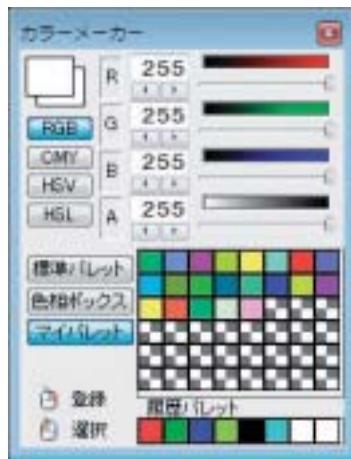 カラーメーカー
R 255
RGB
G 255
CMY
B 255
HSV
HSL
A 255
標準パレット
色相ボックス
マイパレット
登録
履歴パレット
選択